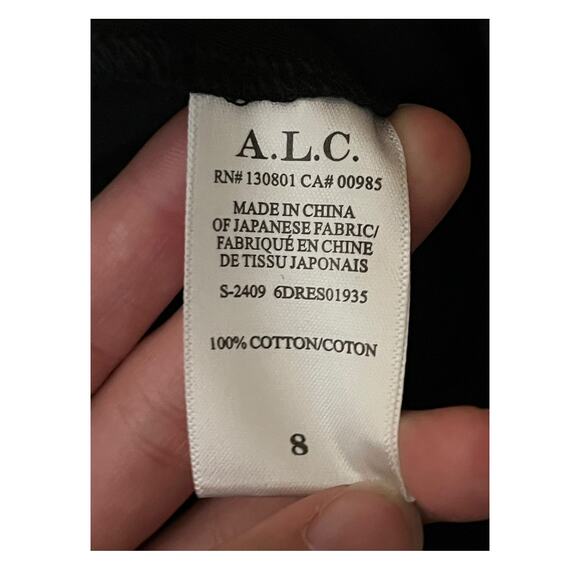 A.L.C.
RN# 130801 CA# 00985
MADE IN CHINA
OF JAPANESE FABRIC/
FABRIQUÉ EN CHINE
DE TISSU JAPONAIS
S-2409 6DRES01935
100% COTTON/COTON
8